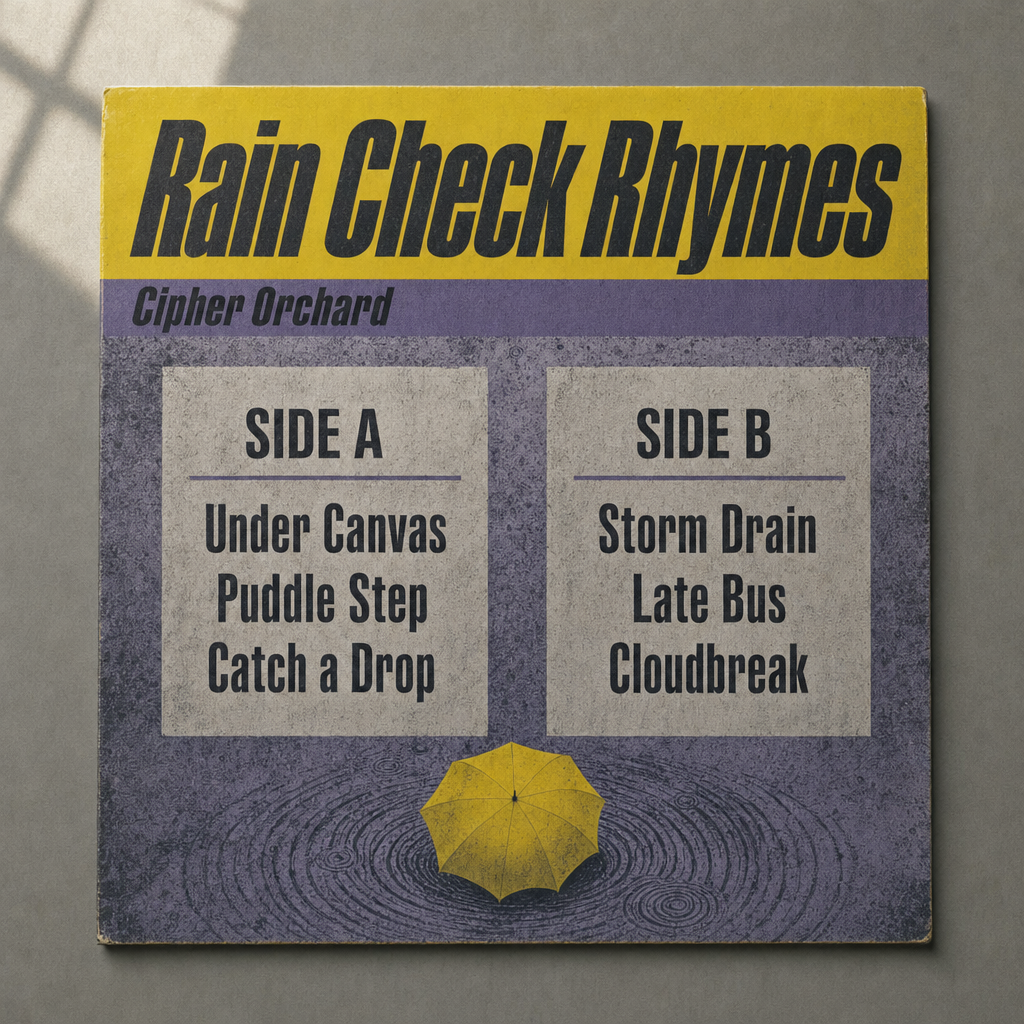 Rain Check Rhymes
Cipher Orchard
SIDE A
Under Canvas
Puddle Step
Catch a Drop
SIDE B
Storm Drain
Late Bus
Cloudbreak